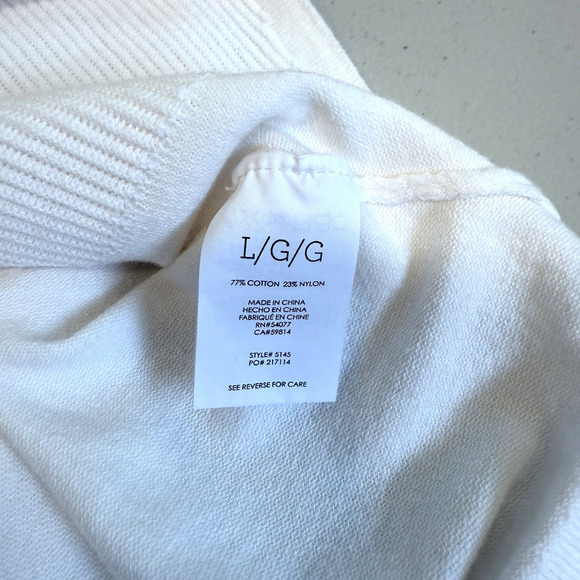 L/G/G
77% COTTON 23% NYLON
MADE IN CHINA
HECHO EN CHINA
FABRIQUÉ EN CHINE
RN#54077
CA#59814
STYLE# 5145
PO# 217114
SEE REVERSE FOR CARE